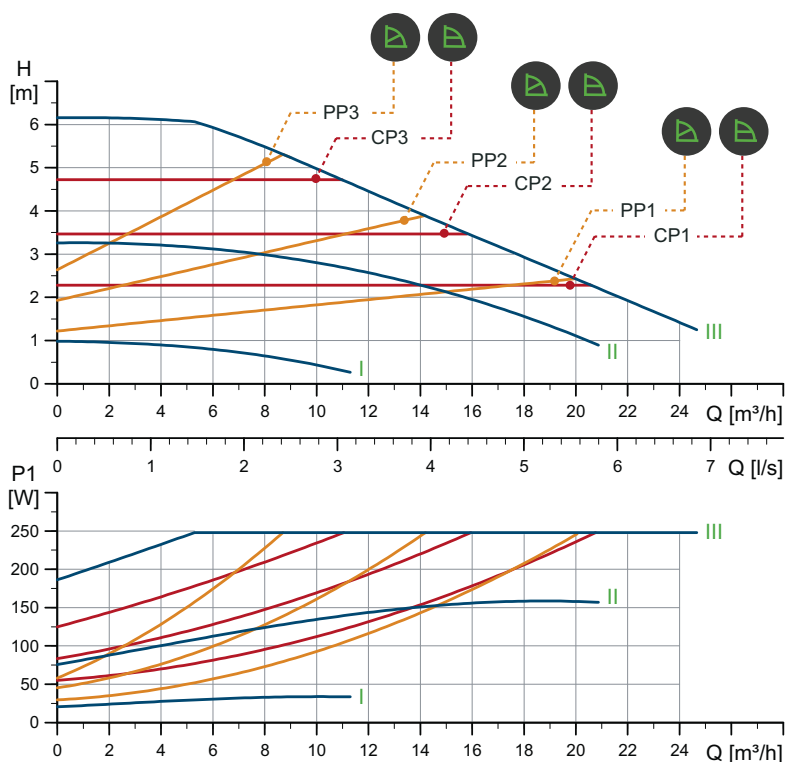 H
[m]
PP3
CP3
PP2
CP2
PP1
CP1
6
5
4
3
2
1
0
III
II
I
0 2 4 6 8 10 12 14 16 18 20 22 24 Q [m³/h]
0 1 2 3 4 5 6 7 Q [l/s]
P1
[W]
250
200
150
100
50
0
III
II
I
0 2 4 6 8 10 12 14 16 18 20 22 24 Q [m³/h]